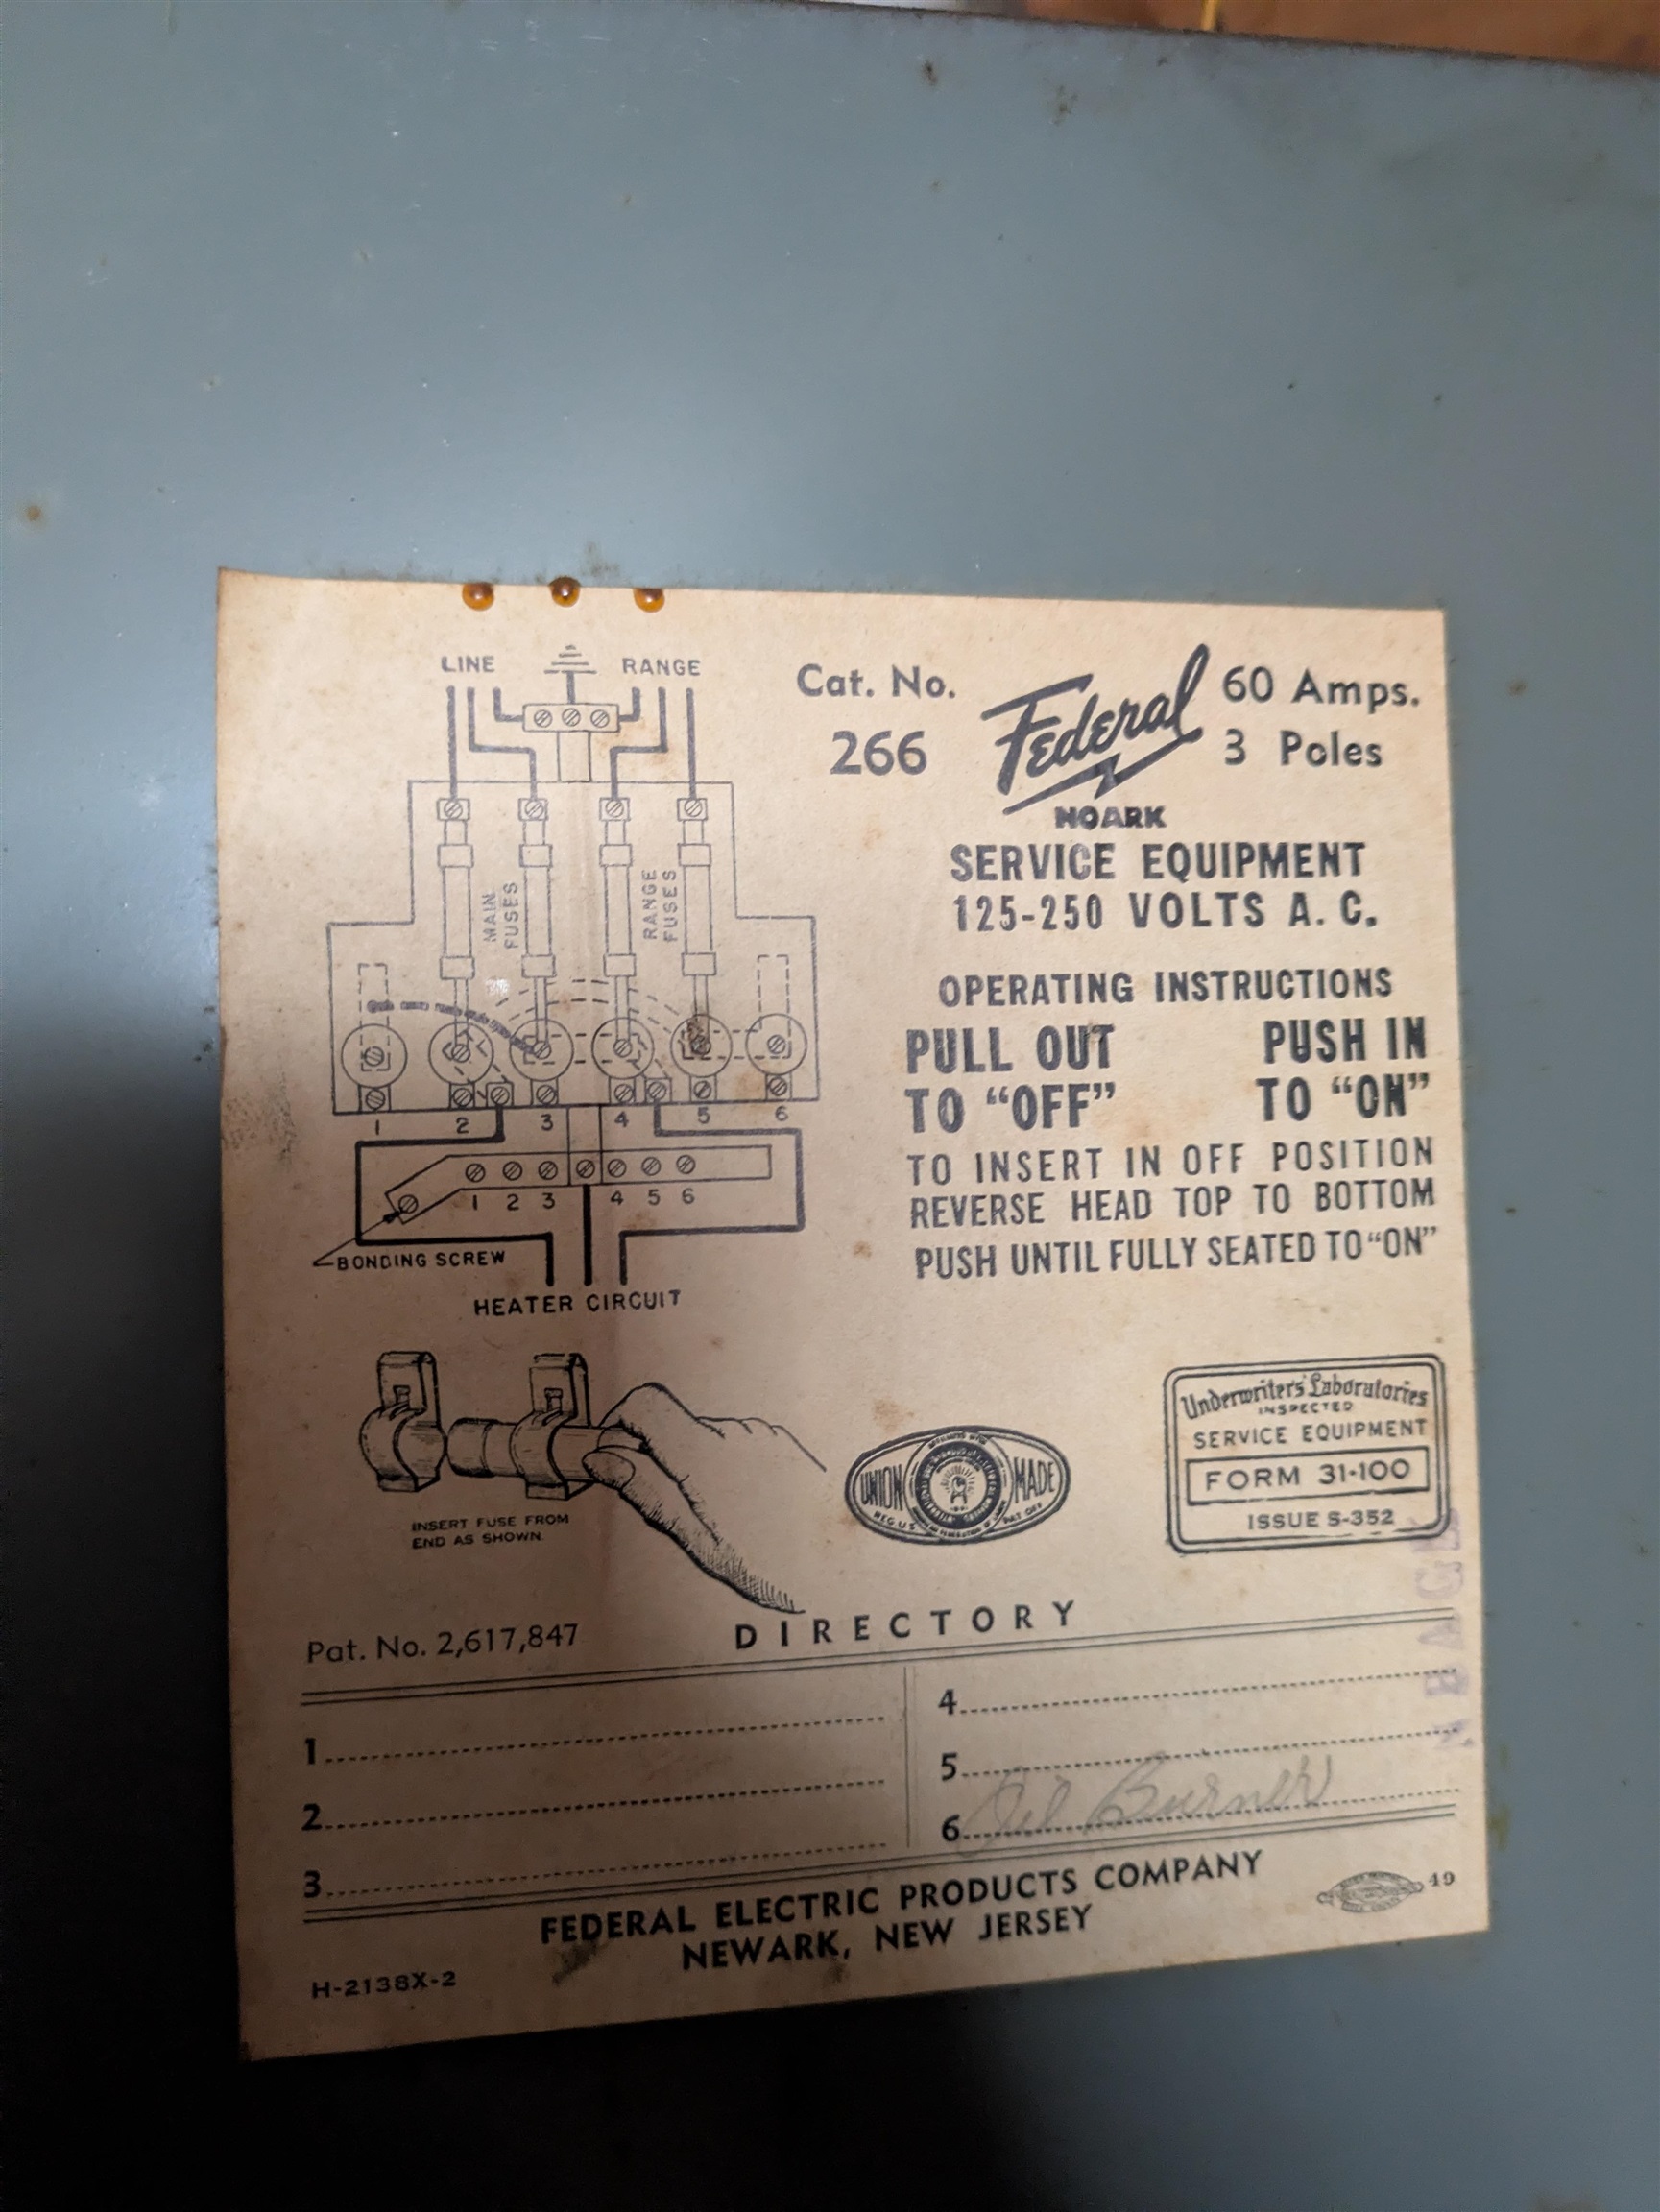 LINE RANGE
MAIN FUSES
RANGE FUSES
1 2 3 4 5 6
1 2 3 4 5 6
BONDING SCREW
HEATER CIRCUIT
Cat. No.
266
Federal
NOARK
60 Amps.
3 Poles
SERVICE EQUIPMENT
125-250 VOLTS A. C.
OPERATING INSTRUCTIONS
PULL OUT PUSH IN
TO "OFF" TO "ON"
TO INSERT IN OFF POSITION
REVERSE HEAD TOP TO BOTTOM
PUSH UNTIL FULLY SEATED TO "ON"
INSERT FUSE FROM
END AS SHOWN
UNION MADE
Underwriters' Laboratories
INSPECTED
SERVICE EQUIPMENT
FORM 31-100
ISSUE S-352
Pat. No. 2,617,847
DIRECTORY
1
2
3
4
5
6 Oil Burner
FEDERAL ELECTRIC PRODUCTS COMPANY
NEWARK, NEW JERSEY
49
H-2138X-2